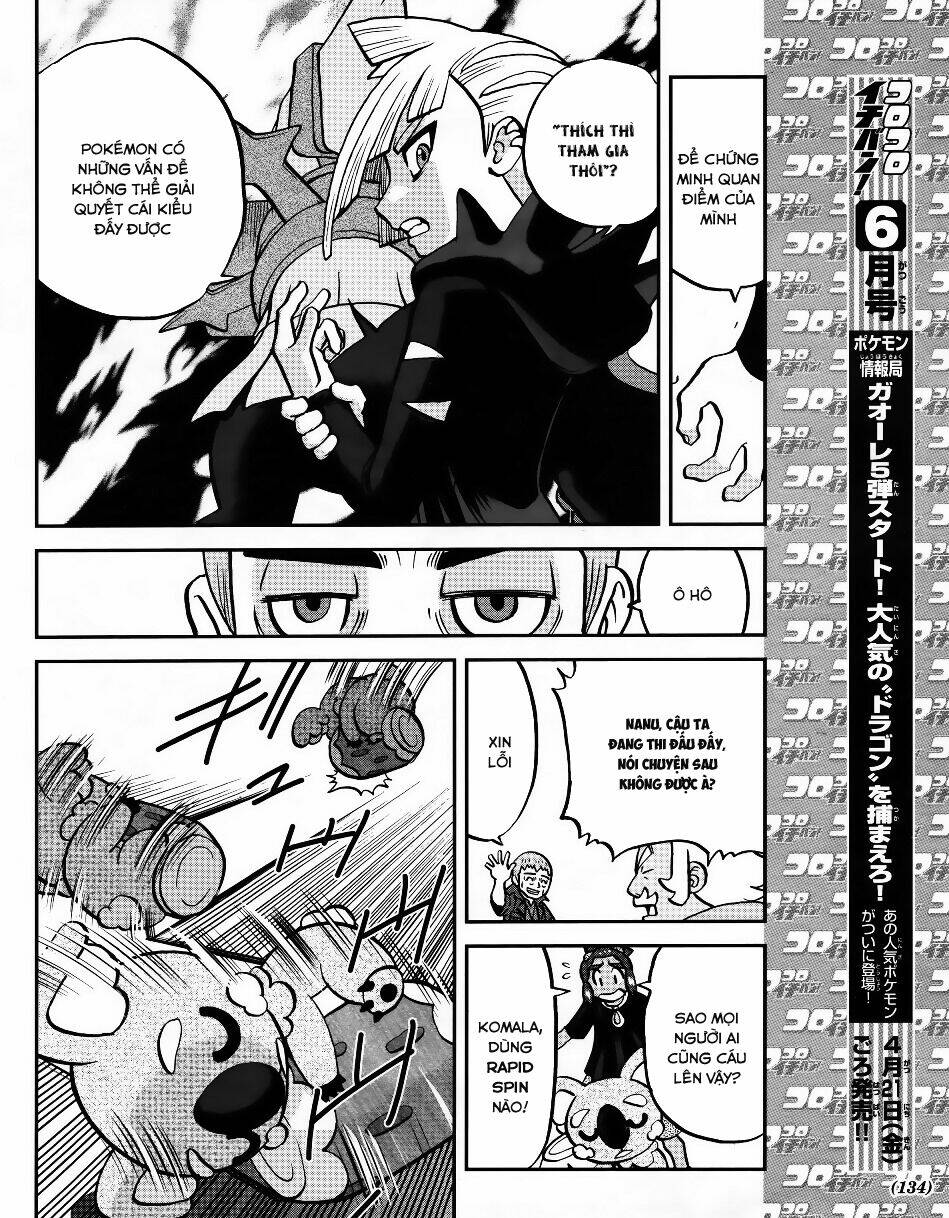 ĐỂ CHỨNG
MINH QUAN
ĐIỂM CỦA
MÌNH
"THÍCH THÌ
THAM GIA
THÔI"?
POKÉMON CÓ
NHỮNG VẤN ĐỀ
KHÔNG THỂ GIẢI
QUYẾT CÁI KIỂU
ĐẤY ĐƯỢC
Ô HÔ
NANU, CẬU TA
ĐANG THI ĐẤU ĐẤY,
NÓI CHUYỆN SAU
KHÔNG ĐƯỢC À?
XIN
LỖI
SAO MỌI
NGƯỜI AI
CŨNG CÁU
LÊN VẬY?
KOMALA,
DÙNG
RAPID
SPIN
NÀO!
コロコロ
イチバン!
6月号
ポケモン
情報局
ガオーレ5弾スタート!大人気の“ドラゴン”を捕まえろ!
あの人気ポケモン
がついに登場!
4月21日(金)
ごろ発売!!
(134)